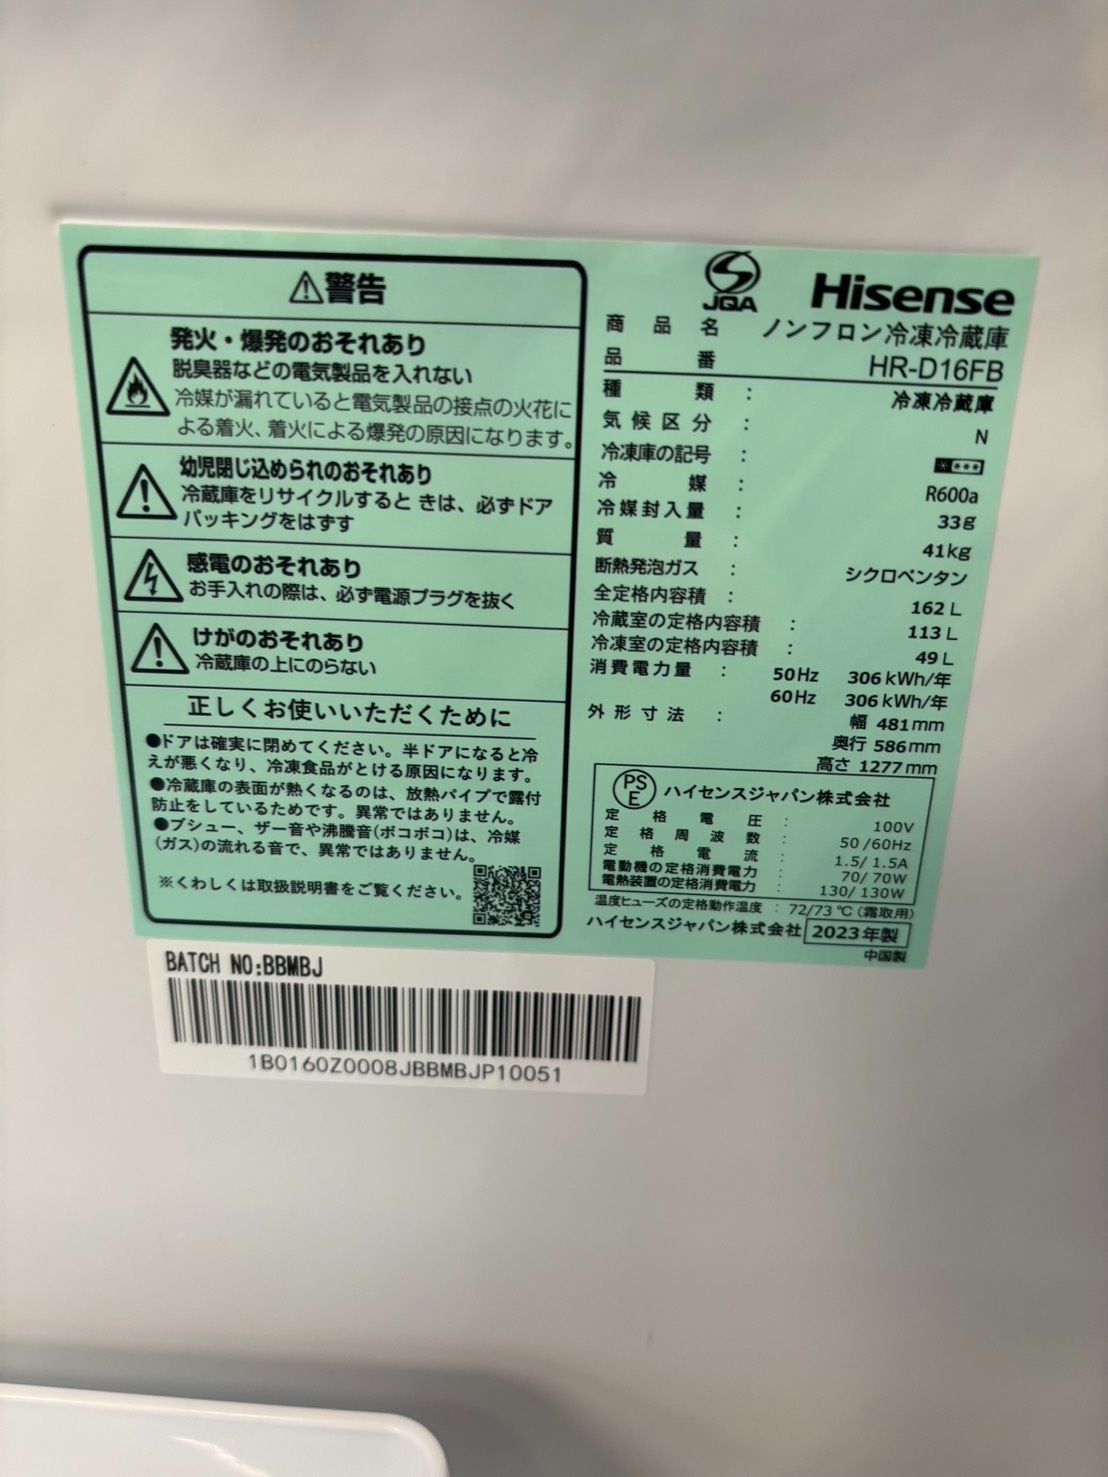 警告
発火・爆発のおそれあり
脱臭器などの電気製品を入れない
冷媒が漏れていると電気製品の接点の火花に
よる着火、着火による爆発の原因になります。
幼児閉じ込められのおそれあり
冷蔵庫をリサイクルするときは、必ずドア
パッキングをはずす
感電のおそれあり
お手入れの際は、必ず電源プラグを抜く
けがのおそれあり
冷蔵庫の上にのらない
正しくお使いいただくために
●ドアは確実に閉めてください。半ドアになると冷
えが悪くなり、冷凍食品がとける原因になります。
●冷蔵庫の表面が熱くなるのは、放熱パイプで露付
防止をしているためです。異常ではありません。
●プシュー、ザー音や沸騰音(ボコボコ)は、冷媒
(ガス)の流れる音で、異常ではありません。
※くわしくは取扱説明書をご覧ください。
JQA Hisense
商品名 ノンフロン冷凍冷蔵庫
品番 HR-D16FB
種類 : 冷凍冷蔵庫
気候区分 : N
冷凍庫の記号 : ****
冷媒 : R600a
冷媒封入量 : 33g
質量 : 41kg
断熱発泡ガス : シクロペンタン
全定格内容積 : 162 L
冷蔵室の定格内容積 : 113 L
冷凍室の定格内容積 : 49 L
消費電力量 : 50Hz 306 kWh/年
60Hz 306 kWh/年
外形寸法 : 幅 481mm
奥行 586mm
高さ 1277mm
PSE ハイセンスジャパン株式会社
定格電圧 : 100V
定格周波数 : 50/60Hz
定格電流 : 1.5/1.5A
電動機の定格消費電力 : 70/70W
電熱装置の定格消費電力 : 130/130W
温度ヒューズの定格動作温度 : 72/73℃(霜取用)
ハイセンスジャパン株式会社 2023年製
中国製
BATCH NO:BBMBJ
1B0160Z0008JBBMBJP10051